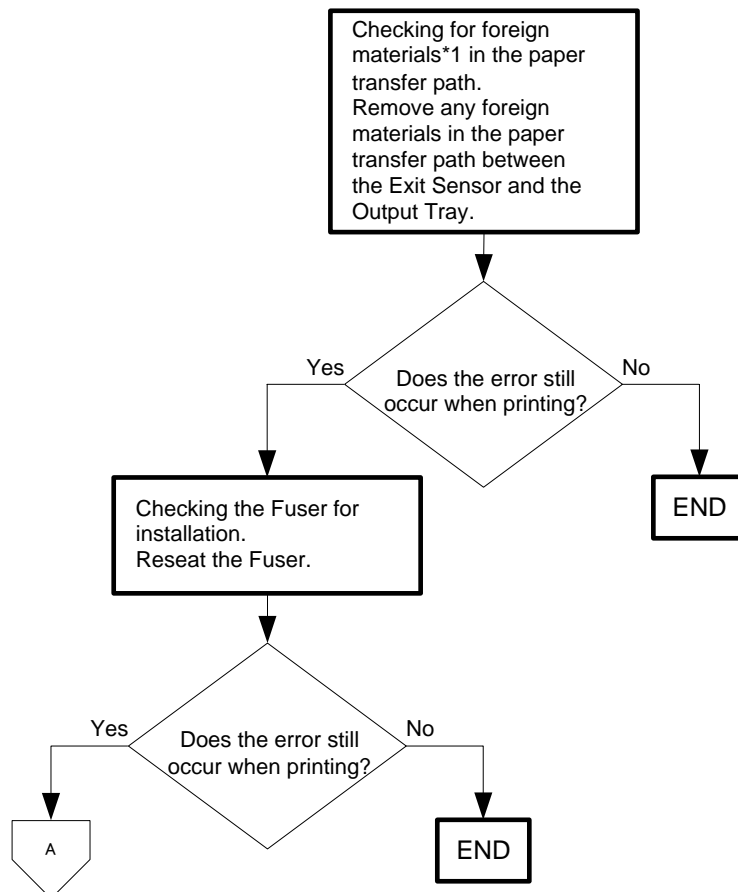 Checking for foreign
materials*1 in the paper
transfer path.
Remove any foreign
materials in the paper
transfer path between
the Exit Sensor and the
Output Tray.
Yes
No
Does the error still
occur when printing?
Checking the Fuser for
installation.
Reseat the Fuser.
END
Yes
No
Does the error still
occur when printing?
A
END